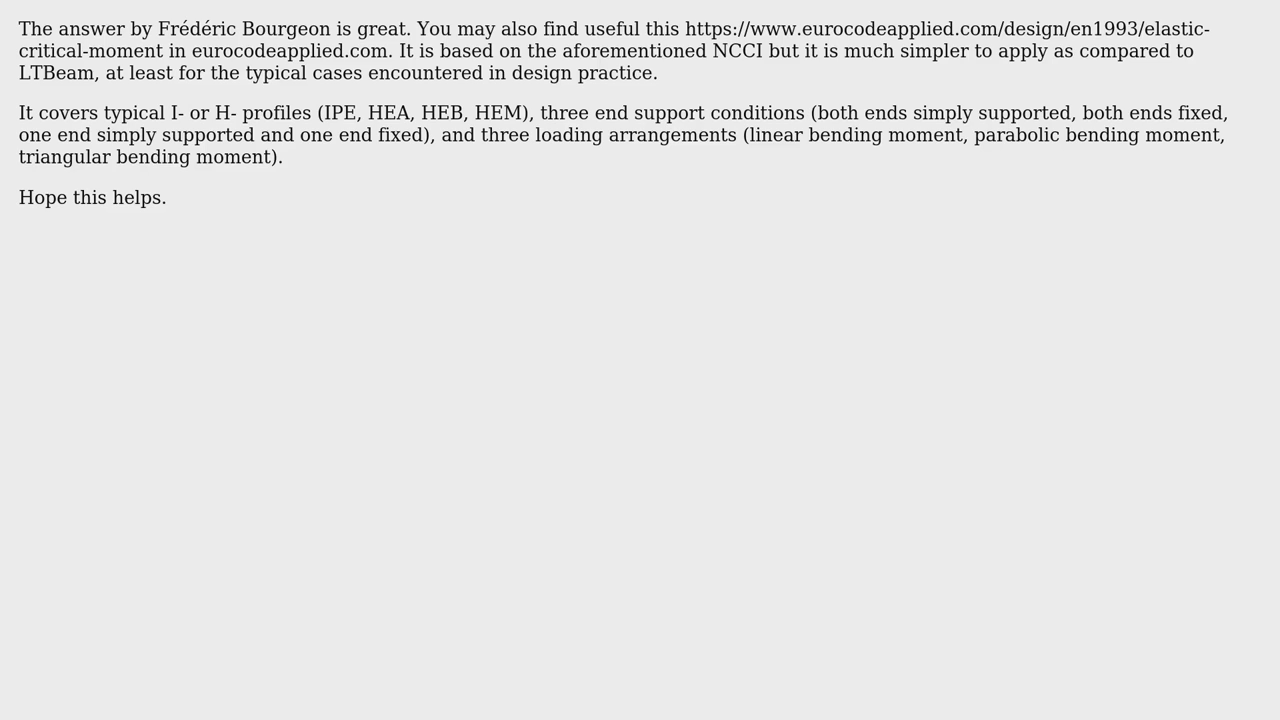 The answer by Frédéric Bourgeon is great. You may also find useful this https://www.eurocodeapplied.com/design/en1993/elastic-
critical-moment in eurocodeapplied.com. It is based on the aforementioned NCCI but it is much simpler to apply as compared to
LTBeam, at least for the typical cases encountered in design practice.
It covers typical I- or H- profiles (IPE, HEA, HEB, HEM), three end support conditions (both ends simply supported, both ends fixed,
one end simply supported and one end fixed), and three loading arrangements (linear bending moment, parabolic bending moment,
triangular bending moment).
Hope this helps.